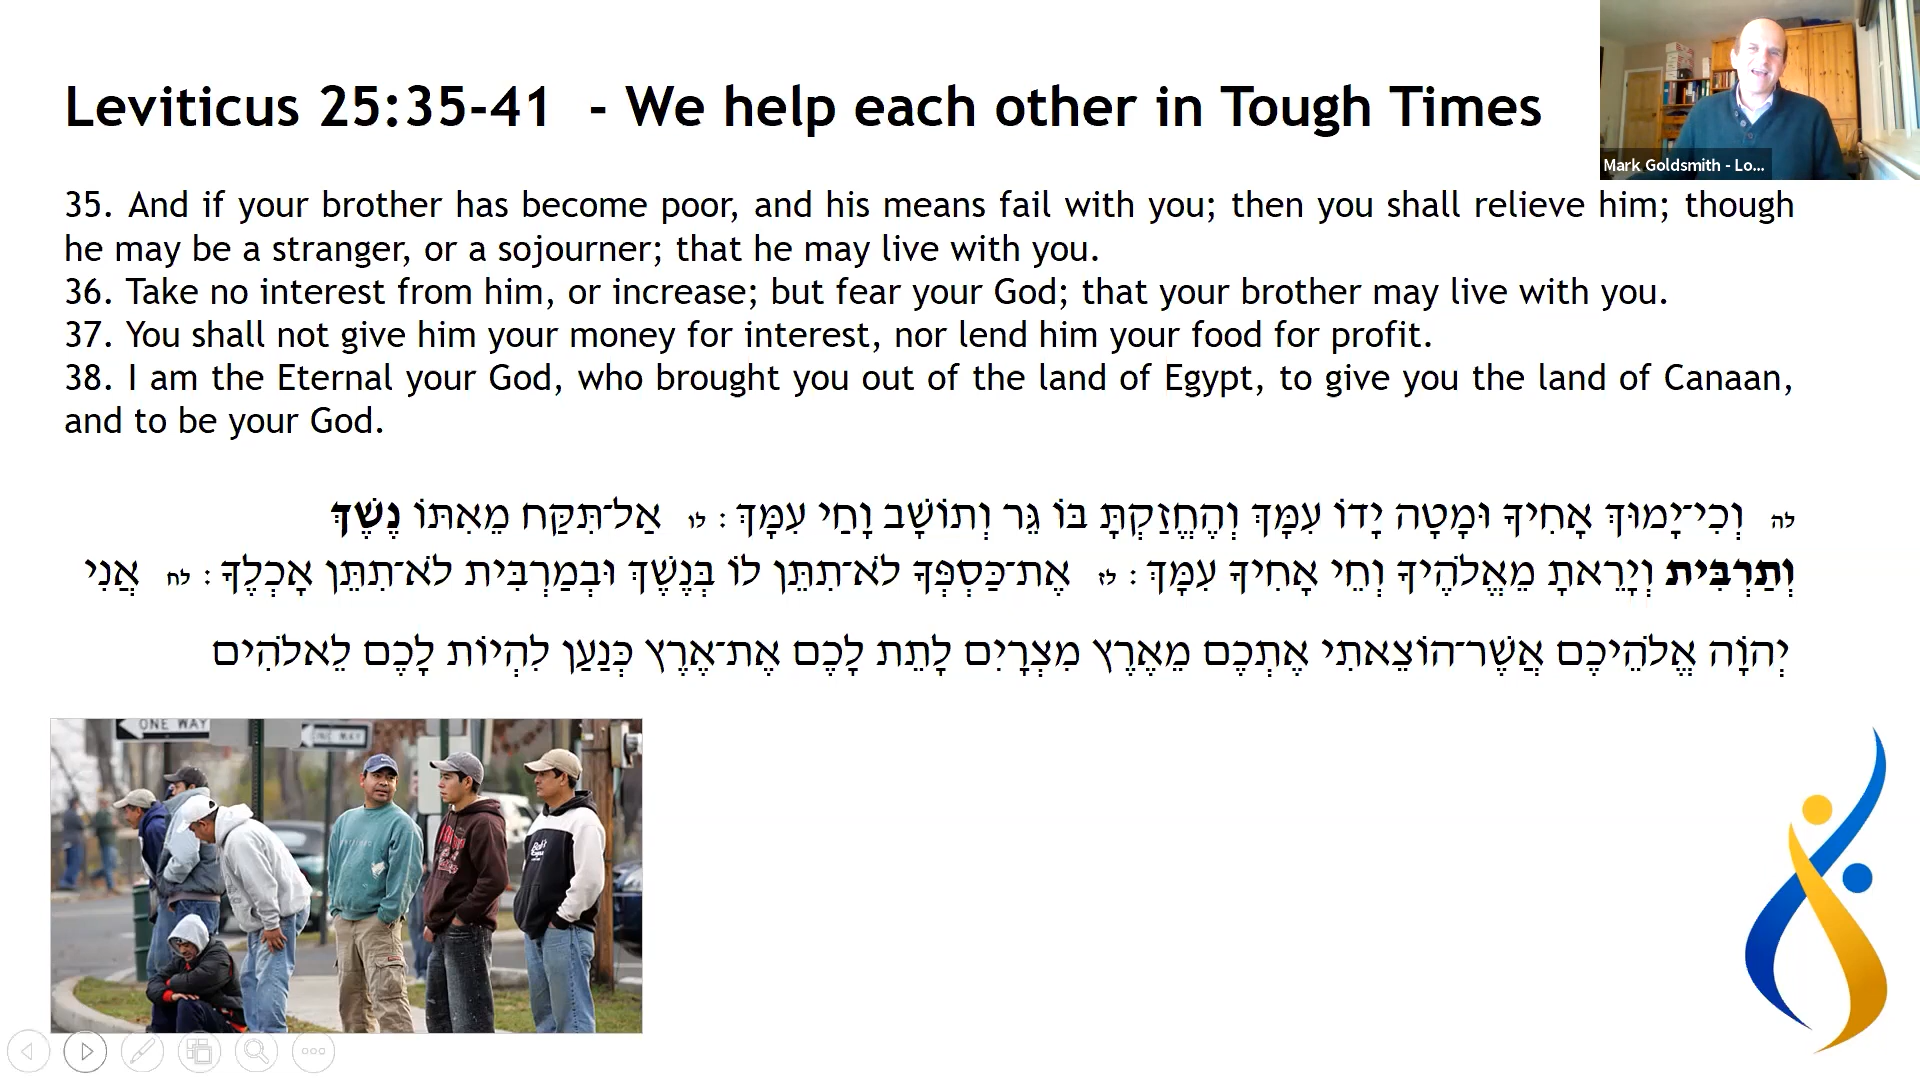 Leviticus 25:35-41 - We help each other in Tough Times
Mark Goldsmith - Lo...
35. And if your brother has become poor, and his means fail with you; then you shall relieve him; though
he may be a stranger, or a sojourner; that he may live with you.
36. Take no interest from him, or increase; but fear your God; that your brother may live with you.
37. You shall not give him your money for interest, nor lend him your food for profit.
38. I am the Eternal your God, who brought you out of the land of Egypt, to give you the land of Canaan,
and to be your God.
לה וְכִי־יָמוּךְ אָחִיךָ וּמָטָה יָדוֹ עִמָּךְ וְהֶחֱזַקְתָּ בּוֹ גֵּר וְתוֹשָׁב וָחַי עִמָּךְ: לו אַל־תִּקַּח מֵאִתּוֹ נֶשֶׁךְ
וְתַרְבִּית וְיָרֵאתָ מֵאֱלֹהֶיךָ וְחֵי אָחִיךָ עִמָּךְ: לז אֶת־כַּסְפְּךָ לֹא־תִתֵּן לוֹ בְּנֶשֶׁךְ וּבְמַרְבִּית לֹא־תִתֵּן אָכְלֶךָ: לח אֲנִי
יְהוָֹה אֱלֹהֵיכֶם אֲשֶׁר־הוֹצֵאתִי אֶתְכֶם מֵאֶרֶץ מִצְרָיִם לָתֵת לָכֶם אֶת־אֶרֶץ כְּנַעַן לִהְיוֹת לָכֶם לֵאלֹהִים
ONE WAY
ONE WAY